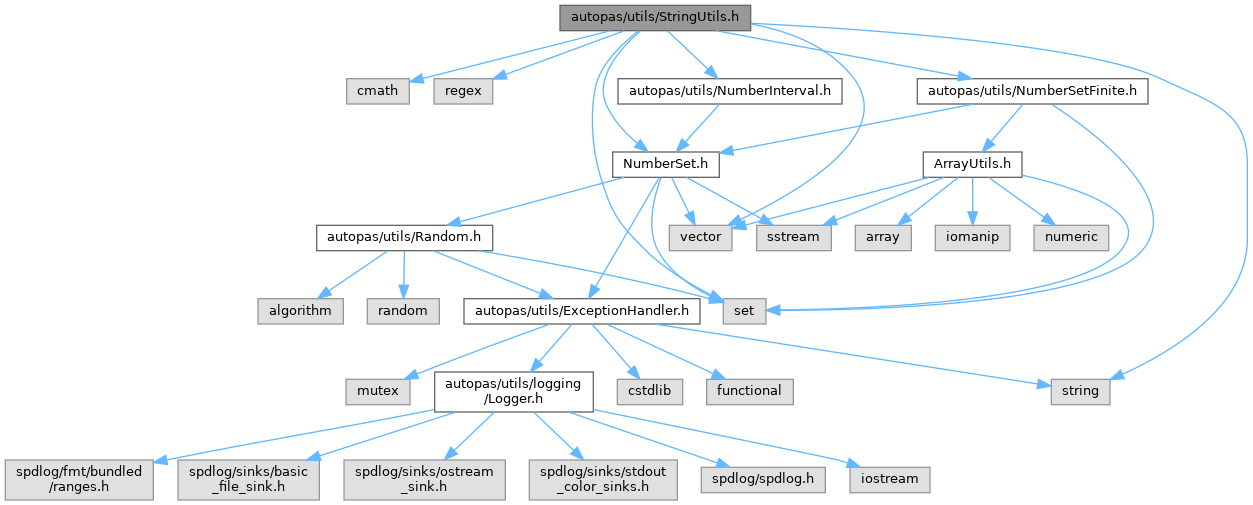 autopas/utils/StringUtils.h
cmath
regex
autopas/utils/NumberInterval.h
autopas/utils/NumberSetFinite.h
NumberSet.h
ArrayUtils.h
autopas/utils/Random.h
vector
sstream
array
iomanip
numeric
algorithm
random
autopas/utils/ExceptionHandler.h
set
mutex
autopas/utils/logging
/Logger.h
cstdlib
functional
string
spdlog/fmt/bundled
/ranges.h
spdlog/sinks/basic
_file_sink.h
spdlog/sinks/ostream
_sink.h
spdlog/sinks/stdout
_color_sinks.h
spdlog/spdlog.h
iostream